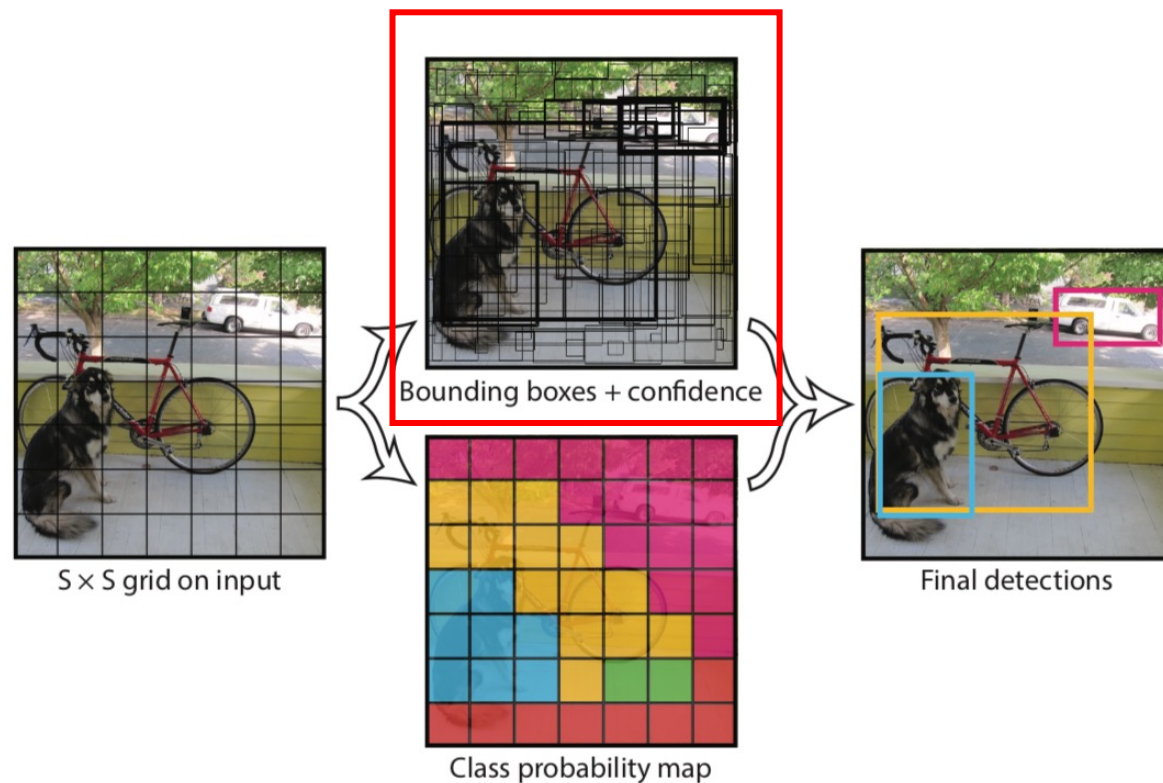 Bounding boxes + confidence
S × S grid on input
Final detections
Class probability map